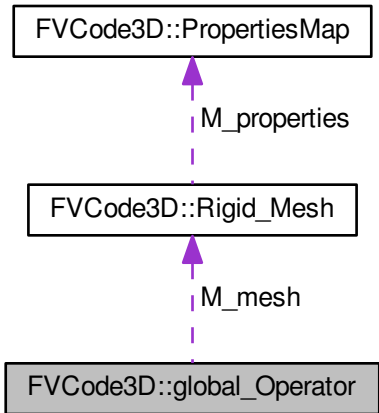 FVCode3D::PropertiesMap
M_properties
FVCode3D::Rigid_Mesh
M_mesh
FVCode3D::global_Operator